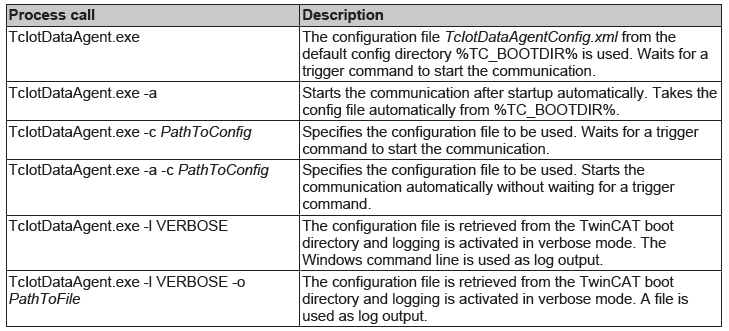 Process call Description
TcIotDataAgent.exe The configuration file TcIotDataAgentConfig.xml from the
default config directory %TC_BOOTDIR% is used. Waits for a
trigger command to start the communication.
TcIotDataAgent.exe -a Starts the communication after startup automatically. Takes the
config file automatically from %TC_BOOTDIR%.
TcIotDataAgent.exe -c PathToConfig Specifies the configuration file to be used. Waits for a trigger
command to start the communication.
TcIotDataAgent.exe -a -c PathToConfig Specifies the configuration file to be used. Starts the
communication automatically without waiting for a trigger
command.
TcIotDataAgent.exe -l VERBOSE The configuration file is retrieved from the TwinCAT boot
directory and logging is activated in verbose mode. The
Windows command line is used as log output.
TcIotDataAgent.exe -l VERBOSE -o The configuration file is retrieved from the TwinCAT boot
PathToFile directory and logging is activated in verbose mode. A file is
used as log output.